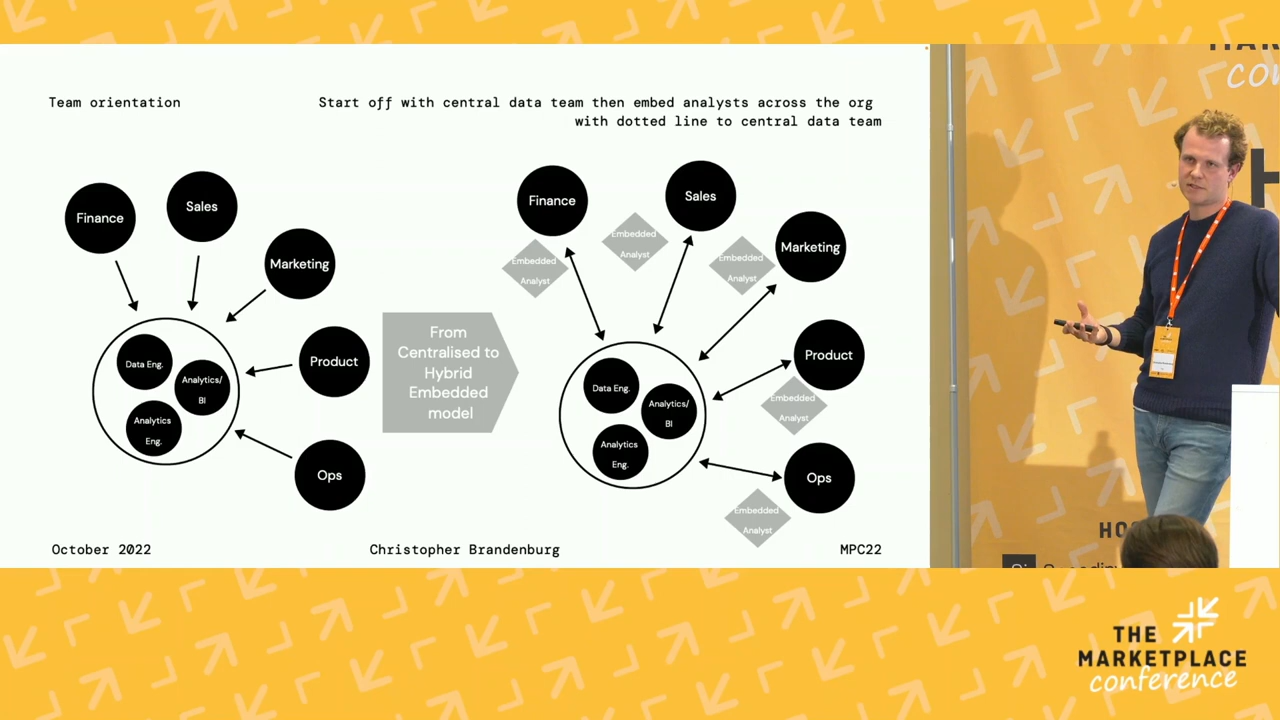 Team orientation
Start off with central data team then embed analysts across the org
with dotted line to central data team
Finance
Sales
Marketing
Product
Ops
Data Eng.
Analytics/
BI
Analytics
Eng.
From
Centralised to
Hybrid
Embedded
model
Finance
Sales
Marketing
Product
Ops
Embedded
Analyst
Embedded
Analyst
Embedded
Analyst
Embedded
Analyst
Embedded
Analyst
Data Eng.
Analytics/
BI
Analytics
Eng.
October 2022
Christopher Brandenburg
MPC22
THE
MARKETPLACE
conference